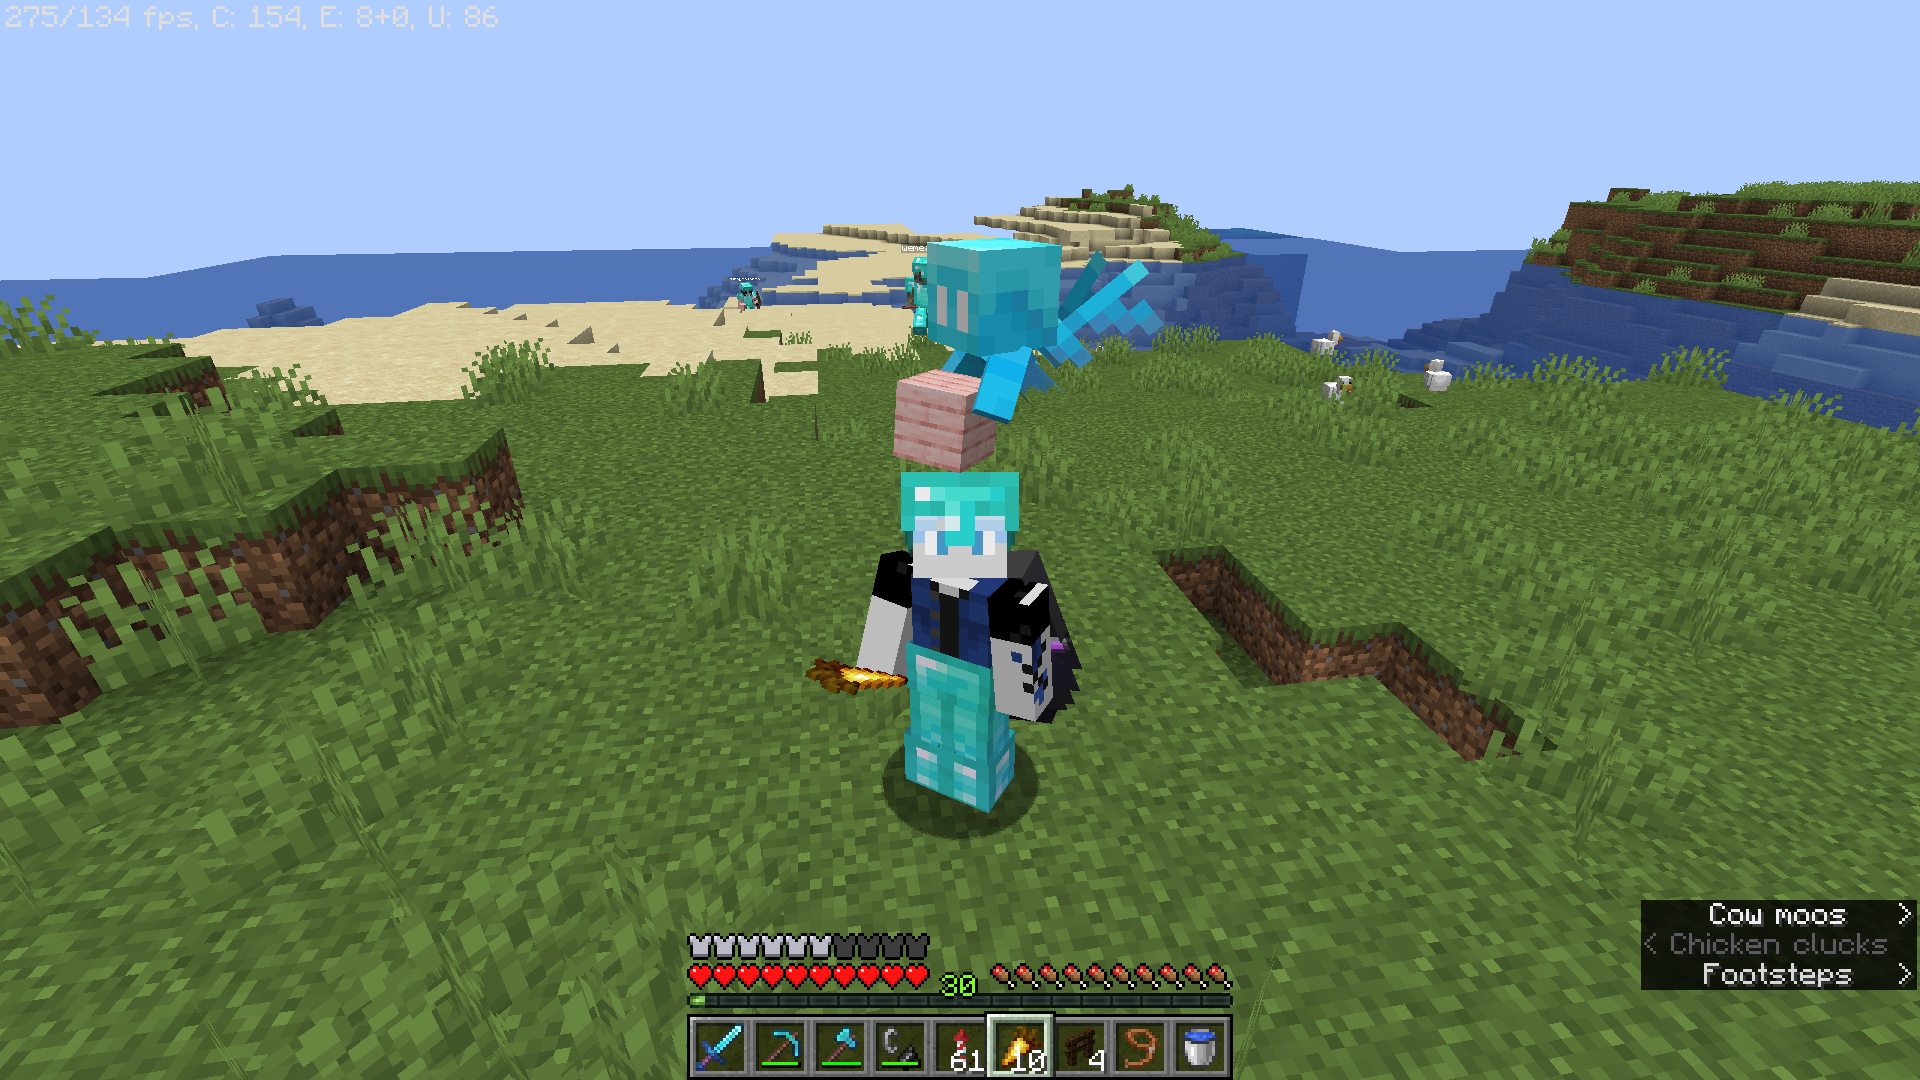 275/134 fps, C: 154, E: 8+0, U: 86
Cow moos >
< Chicken clucks
Footsteps >
30
61
10
4